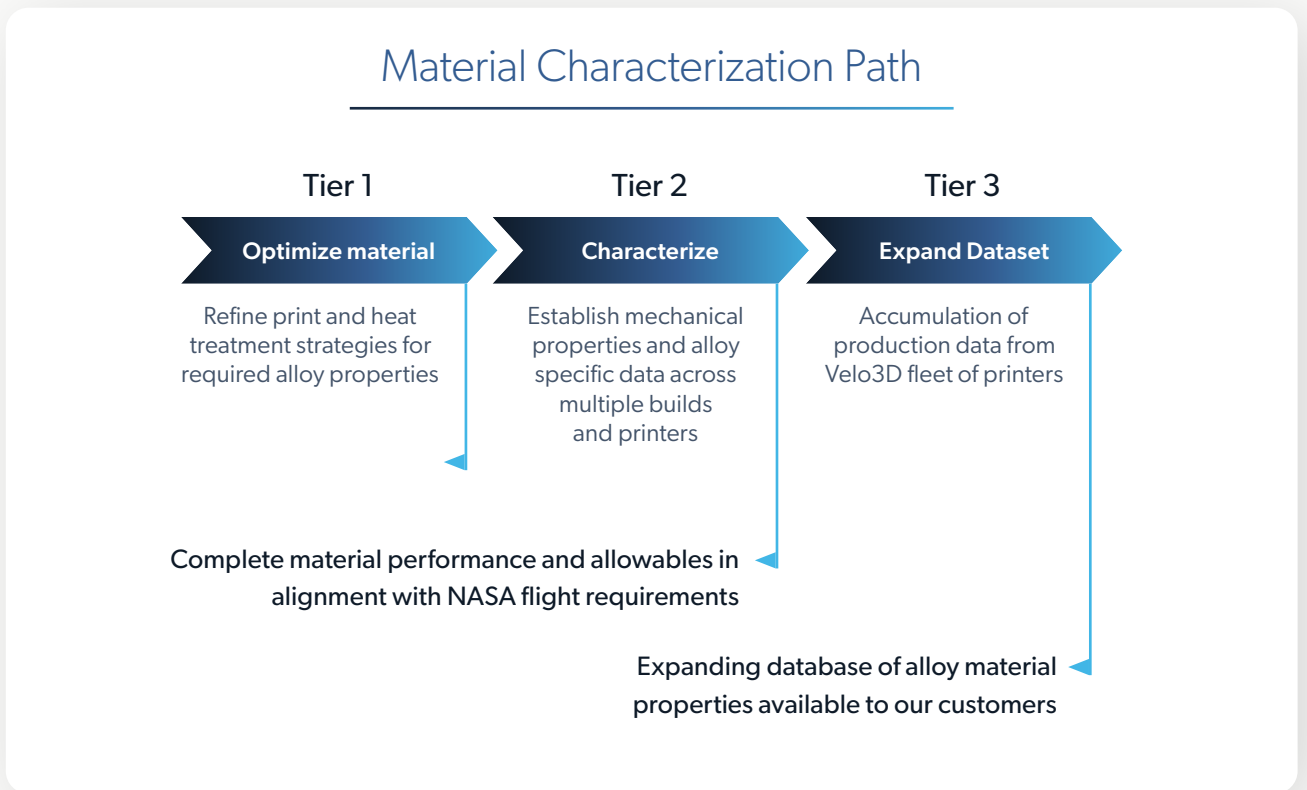 Material Characterization Path
Tier 1
Optimize material
Refine print and heat
treatment strategies for
required alloy properties
Tier 2
Characterize
Establish mechanical
properties and alloy
specific data across
multiple builds
and printers
Tier 3
Expand Dataset
Accumulation of
production data from
Velo3D fleet of printers
Complete material performance and allowables in
alignment with NASA flight requirements
Expanding database of alloy material
properties available to our customers